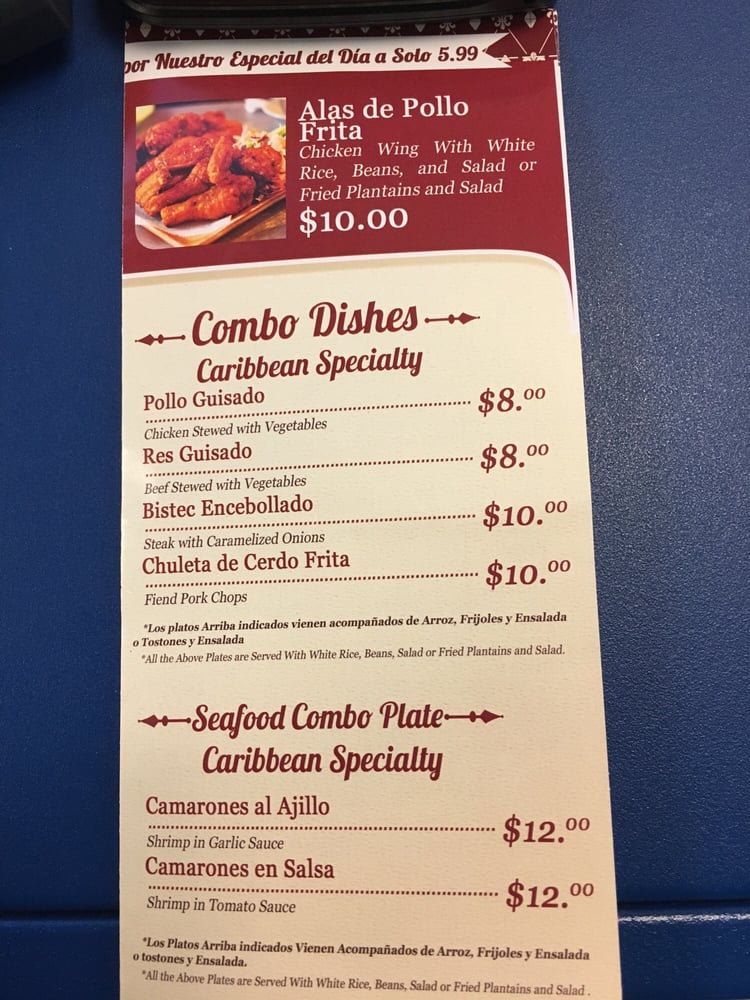 por Nuestro Especial del Día a Solo 5.99
Alas de Pollo
Frita
Chicken Wing With White
Rice, Beans, and Salad or
Fried Plantains and Salad
$10.00
Combo Dishes
Caribbean Specialty
Pollo Guisado
$8.00
Chicken Stewed with Vegetables
Res Guisado
$8.00
Beef Stewed with Vegetables
Bistec Encebollado
$10.00
Steak with Caramelized Onions
Chuleta de Cerdo Frita
$10.00
Fiend Pork Chops
*Los platos Arriba indicados vienen acompañados de Arroz, Frijoles y Ensalada
o Tostones y Ensalada
*All the Above Plates are Served With White Rice, Beans, Salad or Fried Plantains and Salad.
Seafood Combo Plate
Caribbean Specialty
Camarones al Ajillo
$12.00
Shrimp in Garlic Sauce
Camarones en Salsa
$12.00
Shrimp in Tomato Sauce
*Los Platos Arriba indicados Vienen Acompañados de Arroz, Frijoles y Ensalada
o tostones y Ensalada.
*All the Above Plates are Served With White Rice, Beans, Salad or Fried Plantains and Salad .